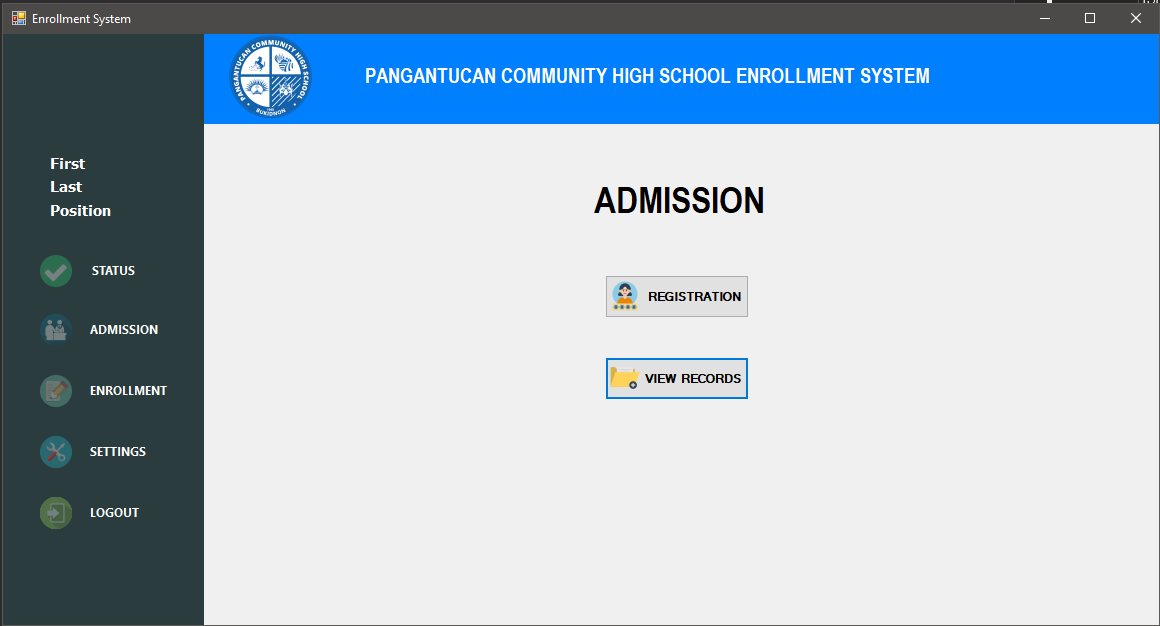 Enrollment System
PANGANTUCAN COMMUNITY HIGH SCHOOL
BUKIDNON
PANGANTUCAN COMMUNITY HIGH SCHOOL ENROLLMENT SYSTEM
First
Last
Position
STATUS
ADMISSION
ENROLLMENT
SETTINGS
LOGOUT
ADMISSION
REGISTRATION
VIEW RECORDS